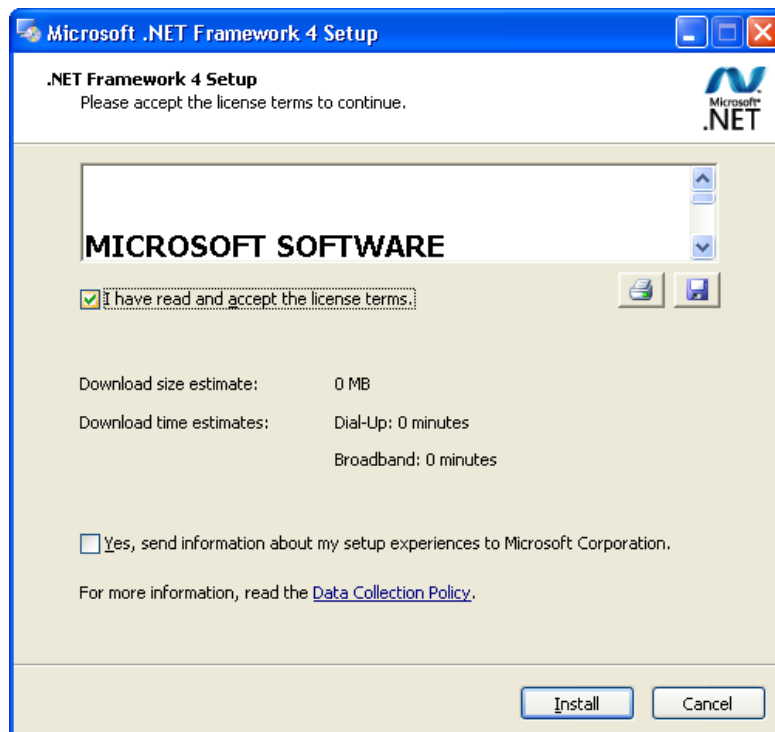 Microsoft .NET Framework 4 Setup
.NET Framework 4 Setup
Please accept the license terms to continue.
Microsoft®
.NET
MICROSOFT SOFTWARE
I have read and accept the license terms.
Download size estimate: 0 MB
Download time estimates: Dial-Up: 0 minutes
Broadband: 0 minutes
Yes, send information about my setup experiences to Microsoft Corporation.
For more information, read the Data Collection Policy.
Install Cancel